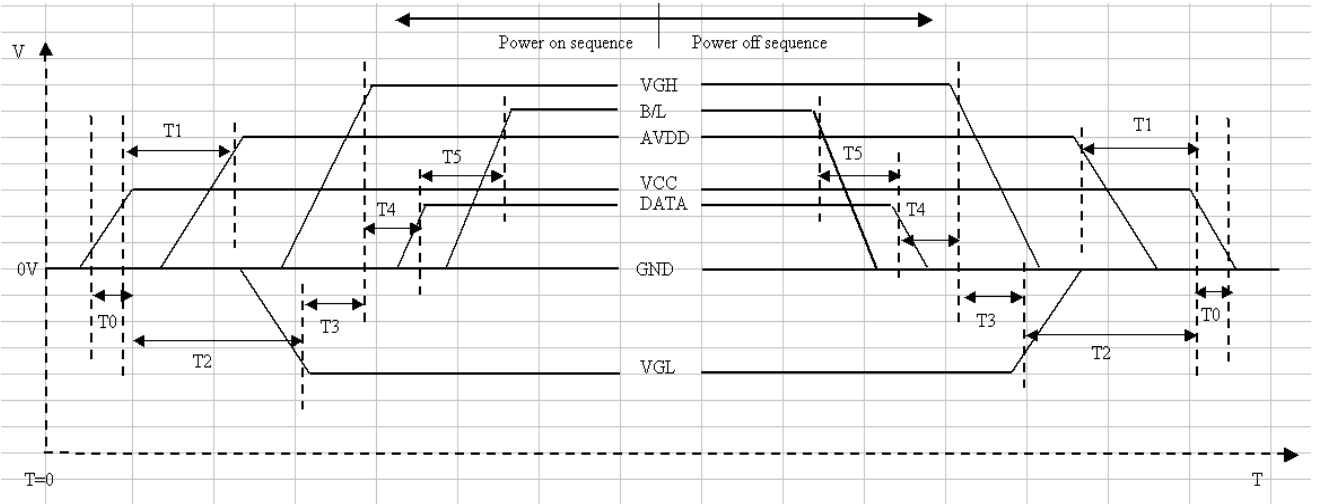 Power on sequence
Power off sequence
V
VGH
B/L
T1
AVDD
T1
T5
T5
VCC
DATA
T4
T4
0V
GND
T0
T3
T3
T0
T2
T2
VGL
T=0
T